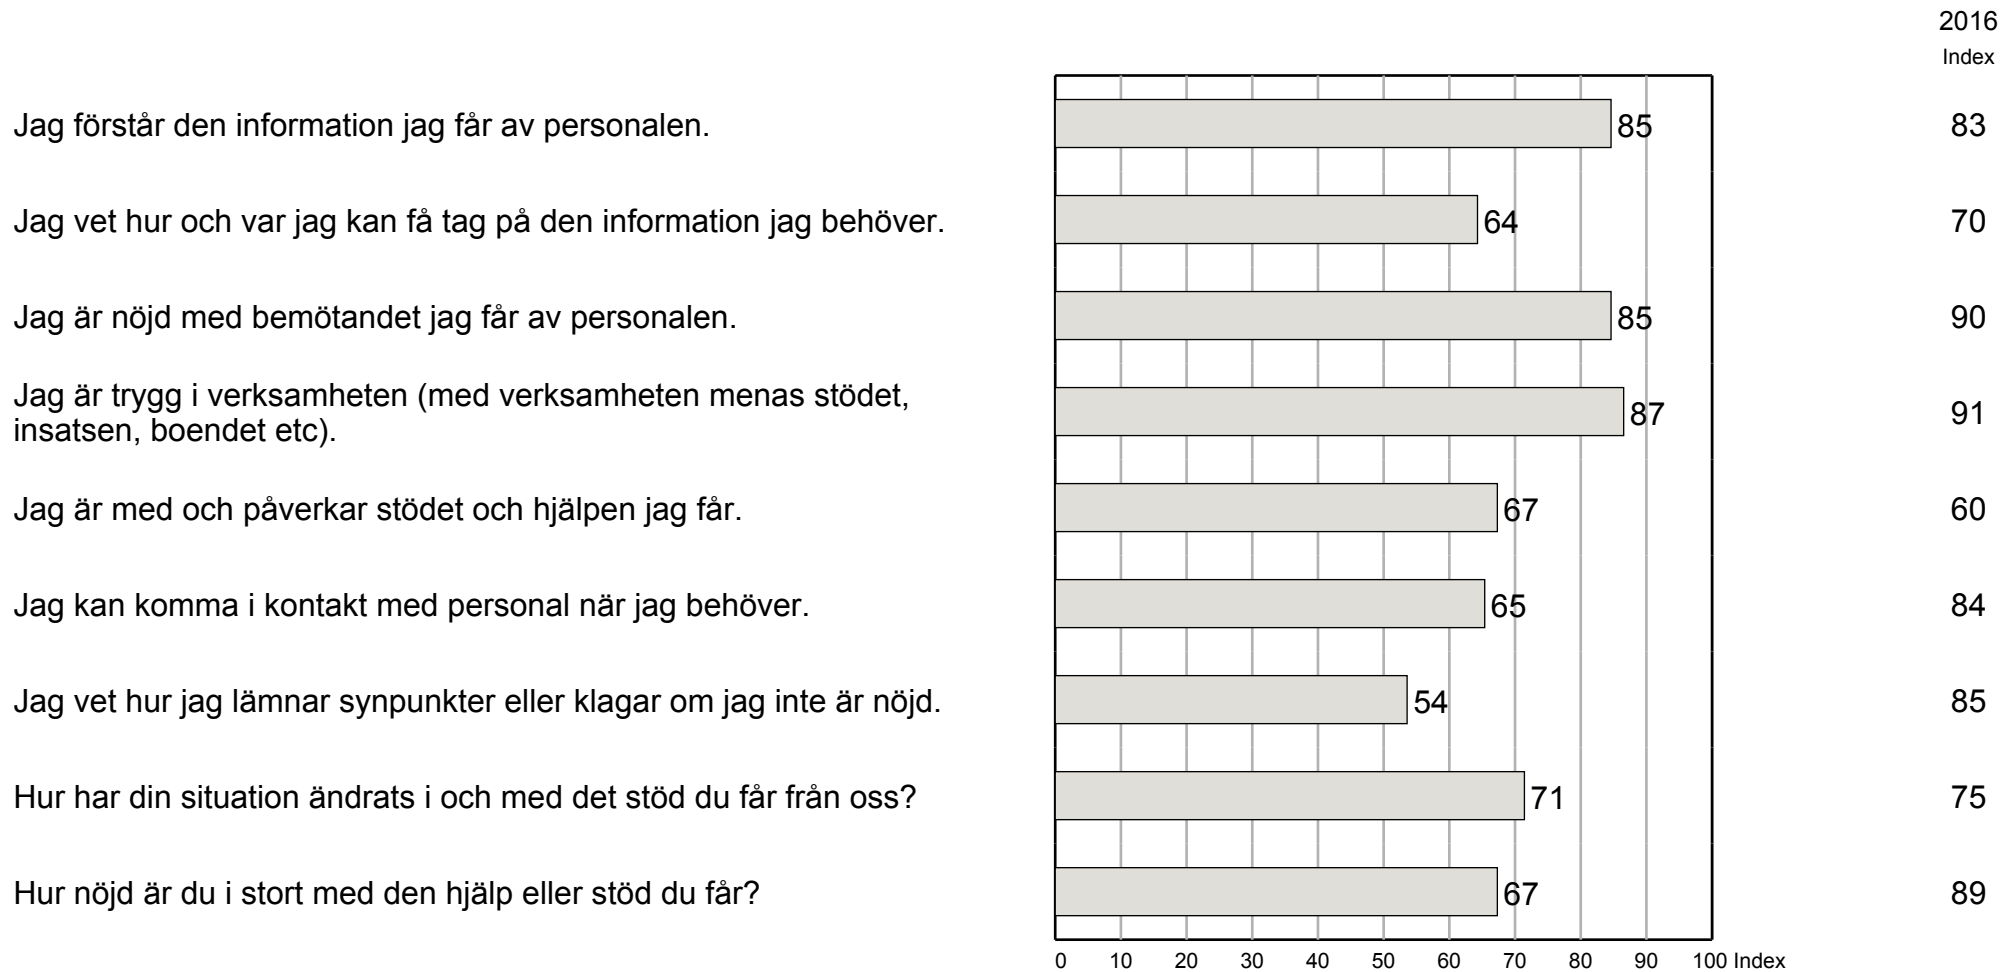 2016
Index
Jag förstår den information jag får av personalen. 85 83
Jag vet hur och var jag kan få tag på den information jag behöver. 64 70
Jag är nöjd med bemötandet jag får av personalen. 85 90
Jag är trygg i verksamheten (med verksamheten menas stödet,
insatsen, boendet etc). 87 91
Jag är med och påverkar stödet och hjälpen jag får. 67 60
Jag kan komma i kontakt med personal när jag behöver. 65 84
Jag vet hur jag lämnar synpunkter eller klagar om jag inte är nöjd. 54 85
Hur har din situation ändrats i och med det stöd du får från oss? 71 75
Hur nöjd är du i stort med den hjälp eller stöd du får? 67 89
0 10 20 30 40 50 60 70 80 90 100 Index